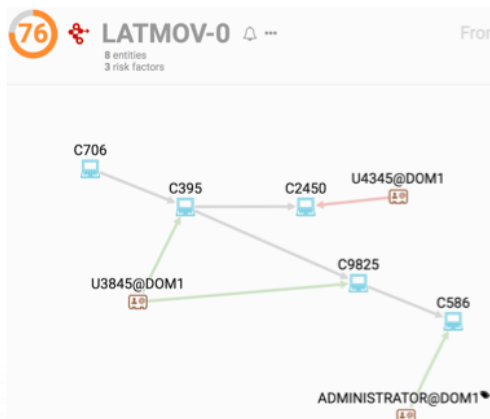 76 LATMOV-0
8 entities
3 risk factors
From
C706
C395
C2450
U4345@DOM1
U3845@DOM1
C9825
C586
ADMINISTRATOR@DOM1